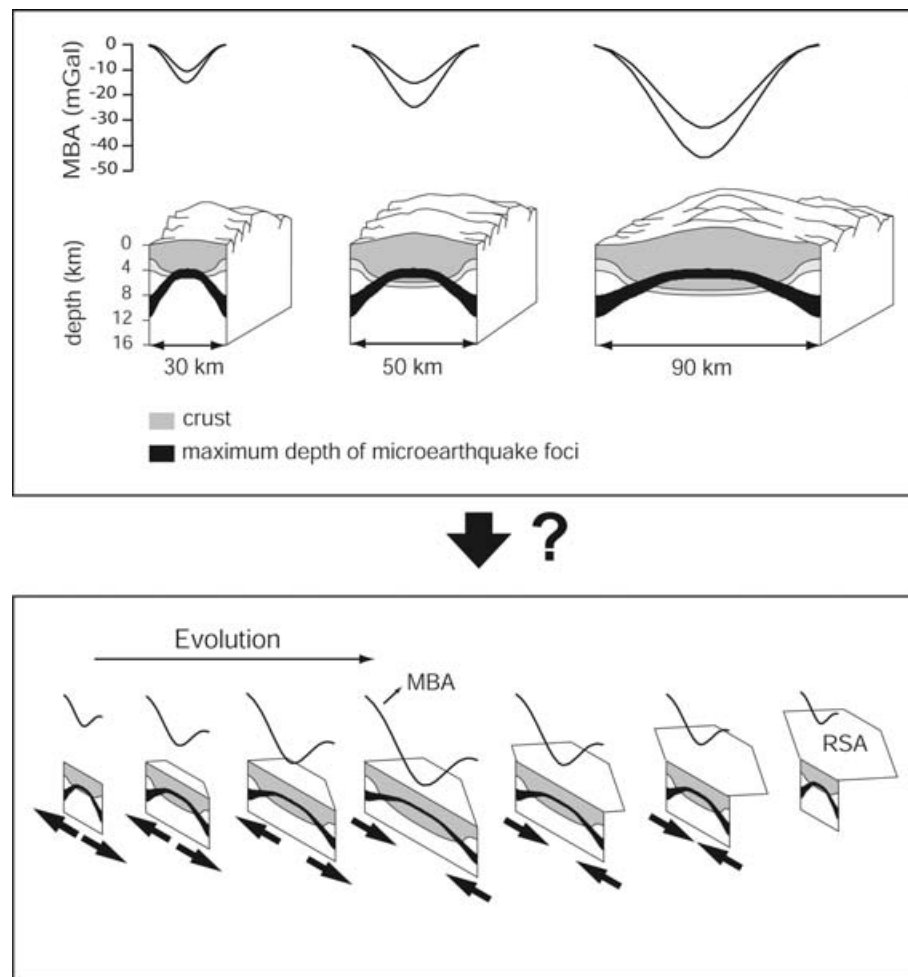 MBA (mGal)
0
-10
-20
-30
-40
-50
depth (km)
0
4
8
12
16
30 km
50 km
90 km
crust
maximum depth of microearthquake foci
?
Evolution
MBA
RSA